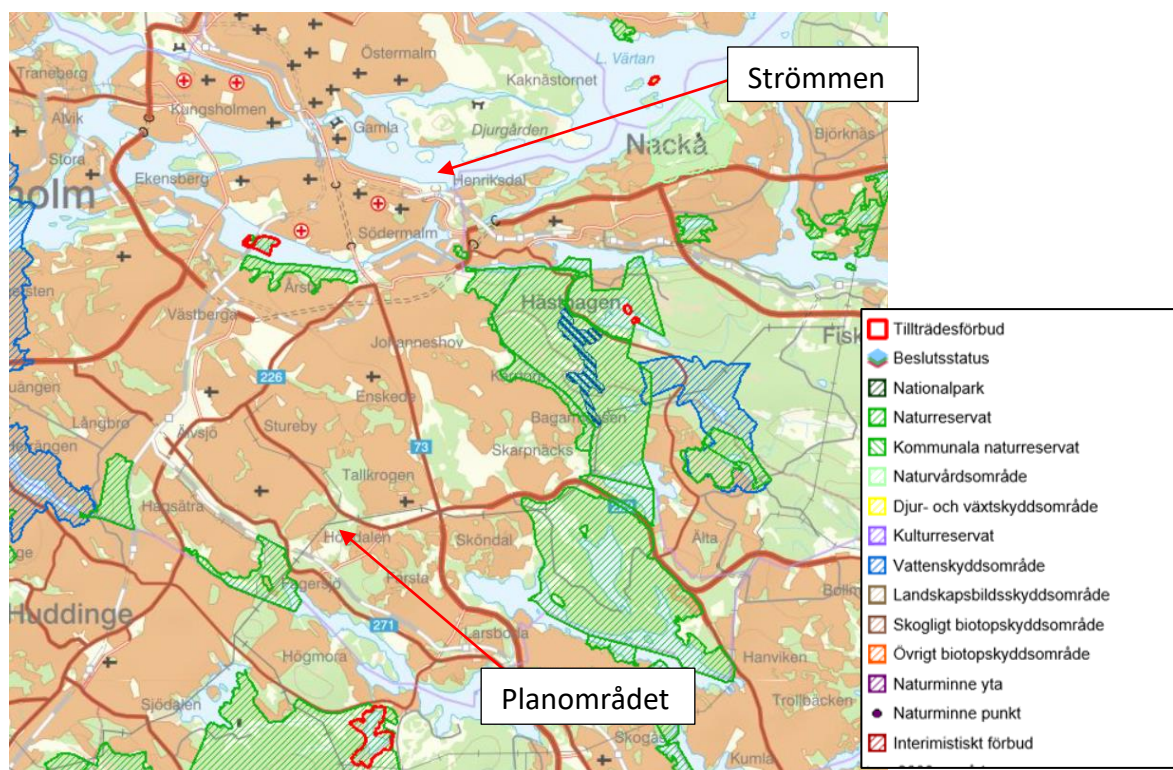 Östermalm
L. Värtan
Traneberg
Kaknästornet
Strömmen
Kungsholmen
Alvik
Gamla
Djurgården
Björknäs
Stora
Nacka
Ekensberg
Henriksdal
holm
Södermalm
Årsta
Hästhagen
Västberga
Johanneshov
Fisk
226
Kärrtorp
Enskede
Långbro
Stureby
Bagarmossen
Älvsjö
73
Skarpnäck
Tallkrogen
Hagsätra
Älta
Högdalen
Sköndal
Fagersjö
Farsta
Huddinge
271
Larsboda
Högmora
Hanviken
Planområdet
Sjödalen
Trollbäcken
Skogås
Kumla
Tillträdesförbud
Beslutsstatus
Nationalpark
Naturreservat
Kommunala naturreservat
Naturvårdsområde
Djur- och växtskyddsområde
Kulturreservat
Vattenskyddsområde
Landskapsbildsskyddsområde
Skogligt biotopskyddsområde
Övrigt biotopskyddsområde
Naturminne yta
Naturminne punkt
Interimistiskt förbud